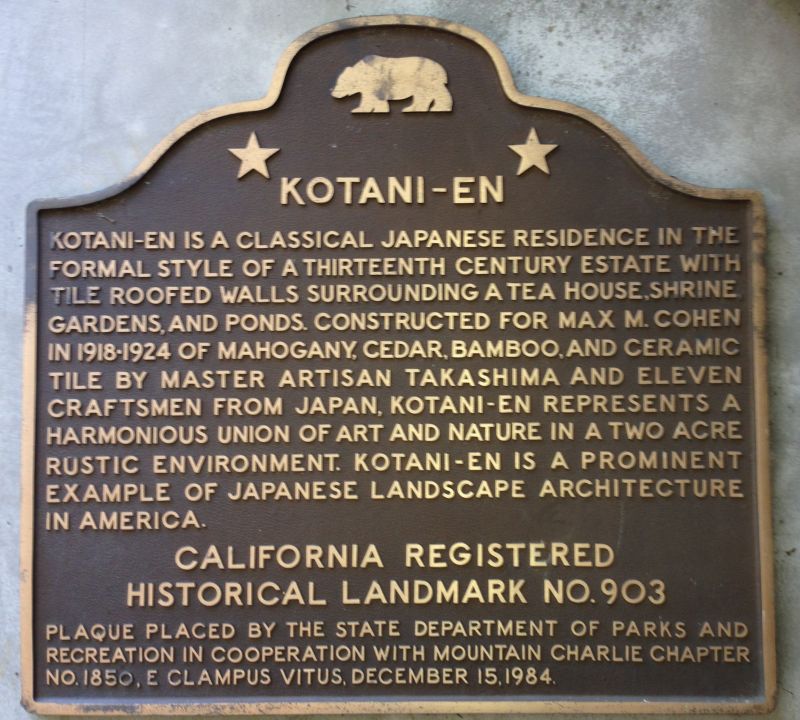 KOTANI-EN
KOTANI-EN IS A CLASSICAL JAPANESE RESIDENCE IN THE
FORMAL STYLE OF A THIRTEENTH CENTURY ESTATE WITH
TILE ROOFED WALLS SURROUNDING A TEA HOUSE, SHRINE,
GARDENS, AND PONDS. CONSTRUCTED FOR MAX M. COHEN
IN 1918-1924 OF MAHOGANY, CEDAR, BAMBOO, AND CERAMIC
TILE BY MASTER ARTISAN TAKASHIMA AND ELEVEN
CRAFTSMEN FROM JAPAN, KOTANI-EN REPRESENTS A
HARMONIOUS UNION OF ART AND NATURE IN A TWO ACRE
RUSTIC ENVIRONMENT. KOTANI-EN IS A PROMINENT
EXAMPLE OF JAPANESE LANDSCAPE ARCHITECTURE
IN AMERICA.
CALIFORNIA REGISTERED
HISTORICAL LANDMARK NO. 903
PLAQUE PLACED BY THE STATE DEPARTMENT OF PARKS AND
RECREATION IN COOPERATION WITH MOUNTAIN CHARLIE CHAPTER
NO. 1850, E CLAMPUS VITUS, DECEMBER 15, 1984.